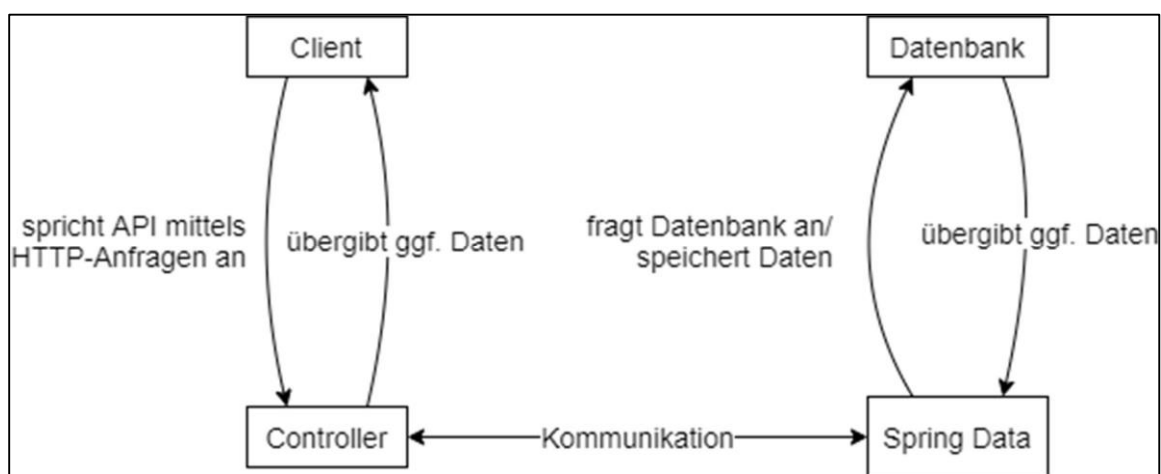 Client
Datenbank
spricht API mittels
HTTP-Anfragen an
übergibt ggf. Daten
fragt Datenbank an/
speichert Daten
übergibt ggf. Daten
Controller
Kommunikation
Spring Data